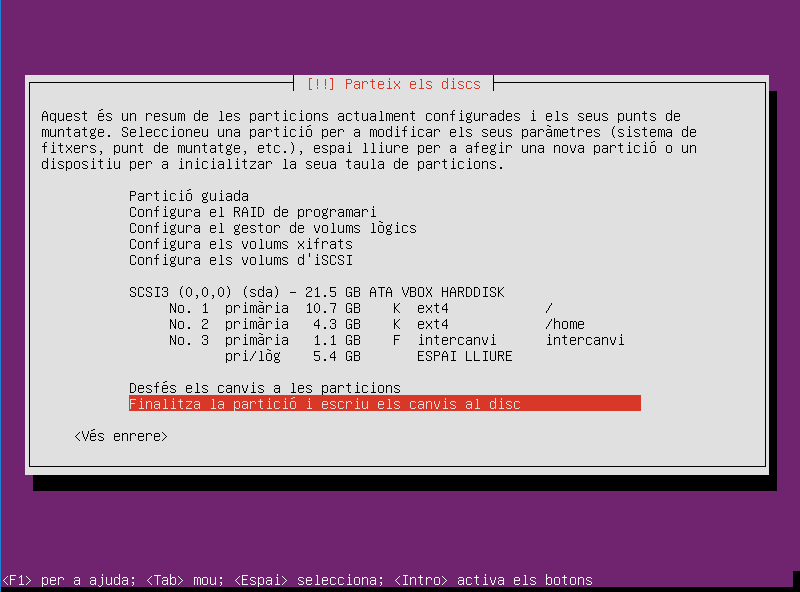 [!!] Parteix els discs
Aquest és un resum de les particions actualment configurades i els seus punts de
muntatge. Seleccioneu una partició per a modificar els seus paràmetres (sistema de
fitxers, punt de muntatge, etc.), espai lliure per a afegir una nova partició o un
dispositiu per a inicialitzar la seua taula de particions.
Partició guiada
Configura el RAID de programari
Configura el gestor de volums lògics
Configura els volums xifrats
Configura els volums d'iSCSI
SCSI3 (0,0,0) (sda) – 21.5 GB ATA VBOX HARDDISK
No. 1 primària 10.7 GB K ext4 /
No. 2 primària 4.3 GB K ext4 /home
No. 3 primària 1.1 GB F intercanvi intercanvi
pri/lòg 5.4 GB ESPAI LLIURE
Desfés els canvis a les particions
Finalitza la partició i escriu els canvis al disc
<Vés enrere>
<F1> per a ajuda; <Tab> mou; <Espai> selecciona; <Intro> activa els botons